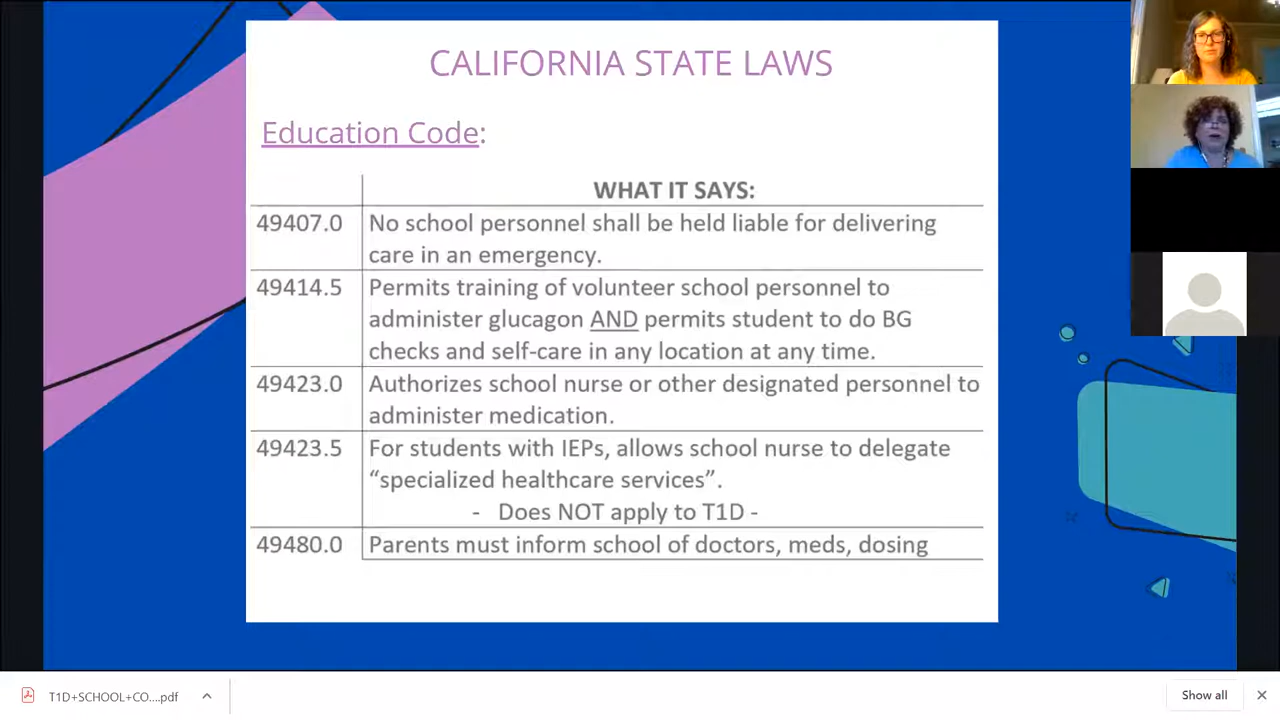 CALIFORNIA STATE LAWS
Education Code:
WHAT IT SAYS:
49407.0 No school personnel shall be held liable for delivering
care in an emergency.
49414.5 Permits training of volunteer school personnel to
administer glucagon AND permits student to do BG
checks and self-care in any location at any time.
49423.0 Authorizes school nurse or other designated personnel to
administer medication.
49423.5 For students with IEPs, allows school nurse to delegate
“specialized healthcare services”.
- Does NOT apply to T1D -
49480.0 Parents must inform school of doctors, meds, dosing
T1D+SCHOOL+CO....pdf
Show all